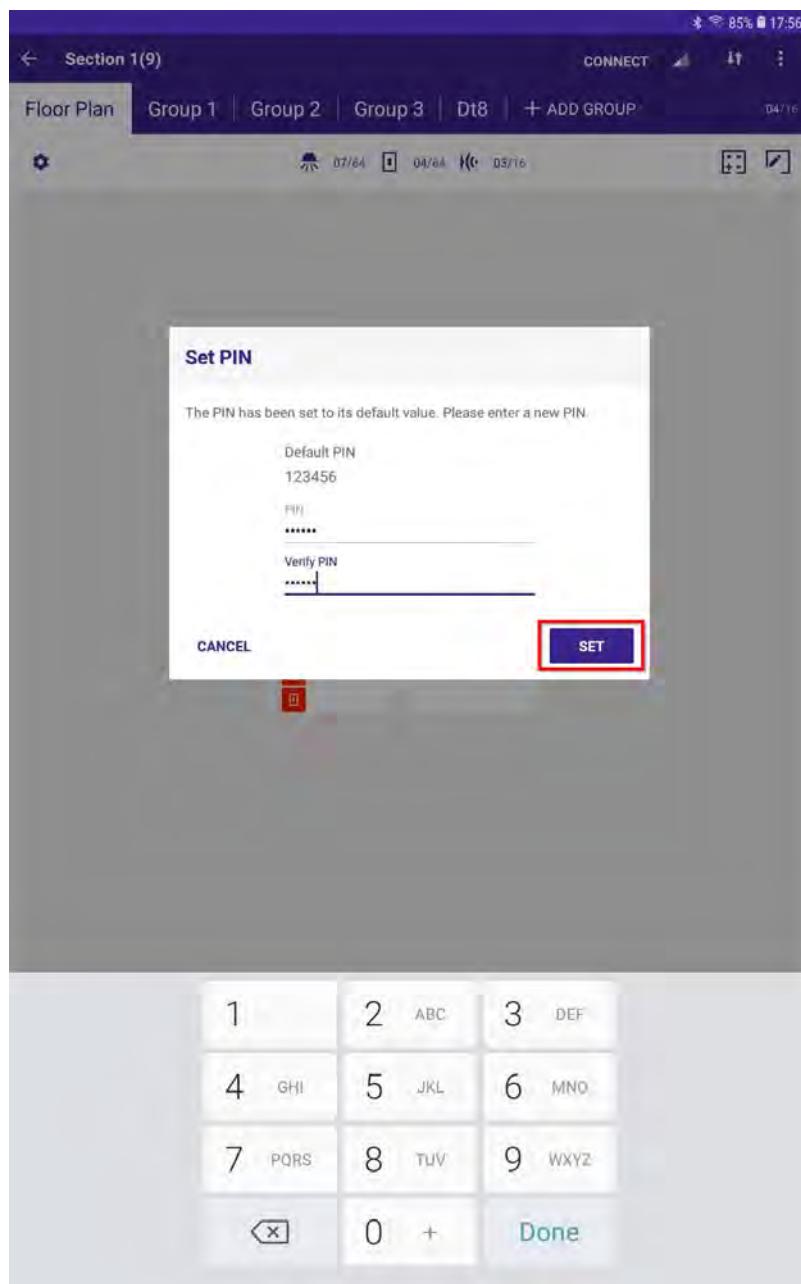 85% 17:56
Section 1(9) CONNECT
Floor Plan Group 1 Group 2 Group 3 Dt8 + ADD GROUP 04/16
07/64 04/64 03/16
Set PIN
The PIN has been set to its default value. Please enter a new PIN.
Default PIN
123456
PIN
••••••
Verify PIN
••••••
CANCEL SET
1 2 ABC 3 DEF
4 GHI 5 JKL 6 MNO
7 PQRS 8 TUV 9 WXYZ
0 + Done